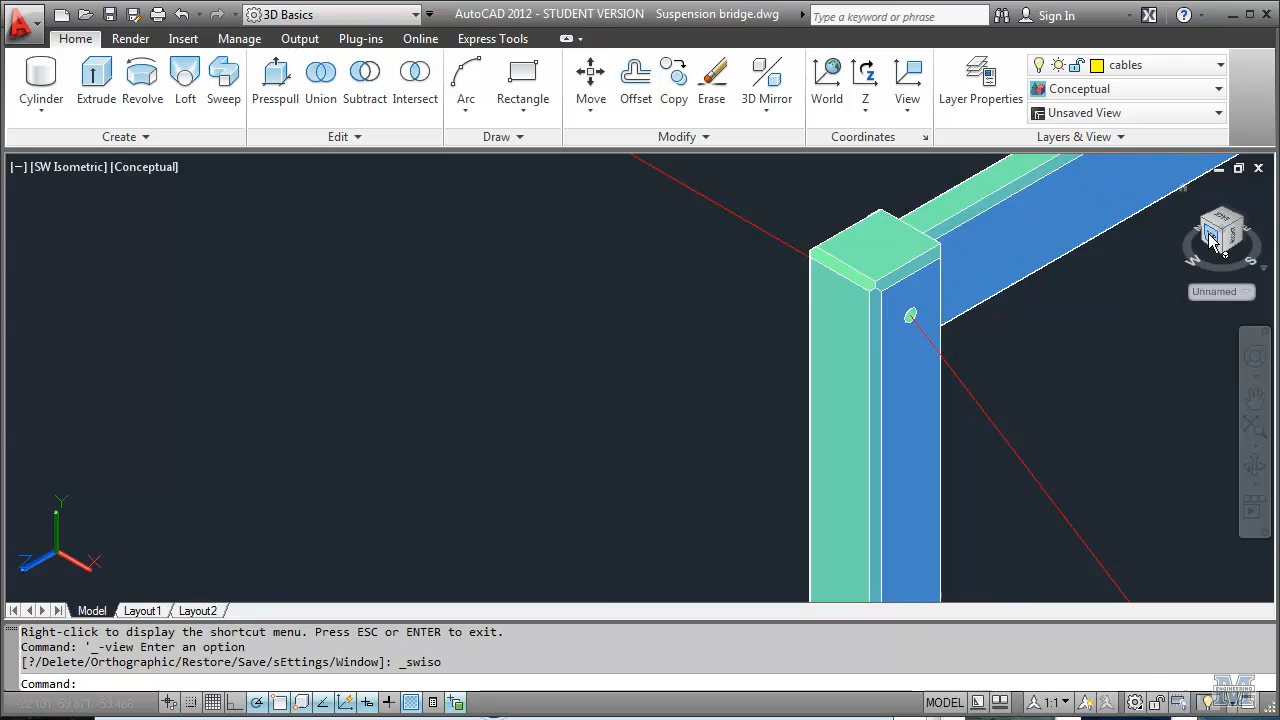 3D Basics
AutoCAD 2012 - STUDENT VERSION Suspension bridge.dwg
Type a keyword or phrase
Sign In
Home Render Insert Manage Output Plug-ins Online Express Tools
Cylinder Extrude Revolve Loft Sweep
Create
Presspull Union Subtract Intersect
Edit
Arc Rectangle
Draw
Move Offset Copy Erase 3D Mirror
Modify
World Z View
Coordinates
Layer Properties
cables
Conceptual
Unsaved View
Layers & View
[−] [SW Isometric] [Conceptual]
W S
Unnamed
Y
Z X
Model Layout1 Layout2
Right-click to display the shortcut menu. Press ESC or ENTER to exit.
Command: '_-view Enter an option
[?/Delete/Orthographic/Restore/Save/sEttings/Window]: _swiso
Command:
MODEL
1:1
ENGINEERING